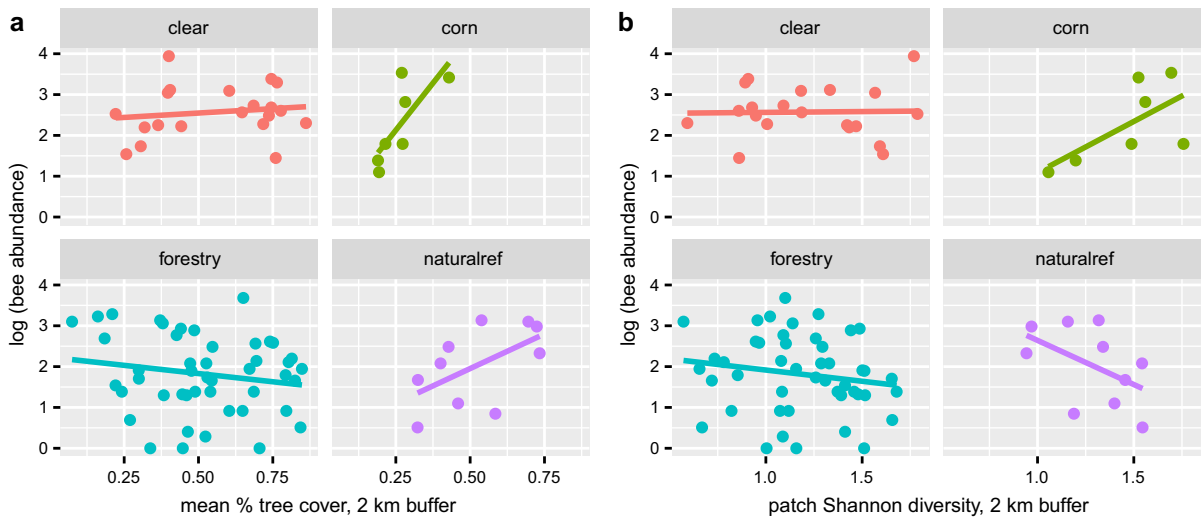 a
clear
corn
4
3
2
1
0
forestry
naturalref
4
3
2
1
0
0.25
0.50
0.75
0.25
0.50
0.75
log (bee abundance)
mean % tree cover, 2 km buffer
b
clear
corn
4
3
2
1
0
forestry
naturalref
4
3
2
1
0
1.0
1.5
1.0
1.5
log (bee abundance)
patch Shannon diversity, 2 km buffer